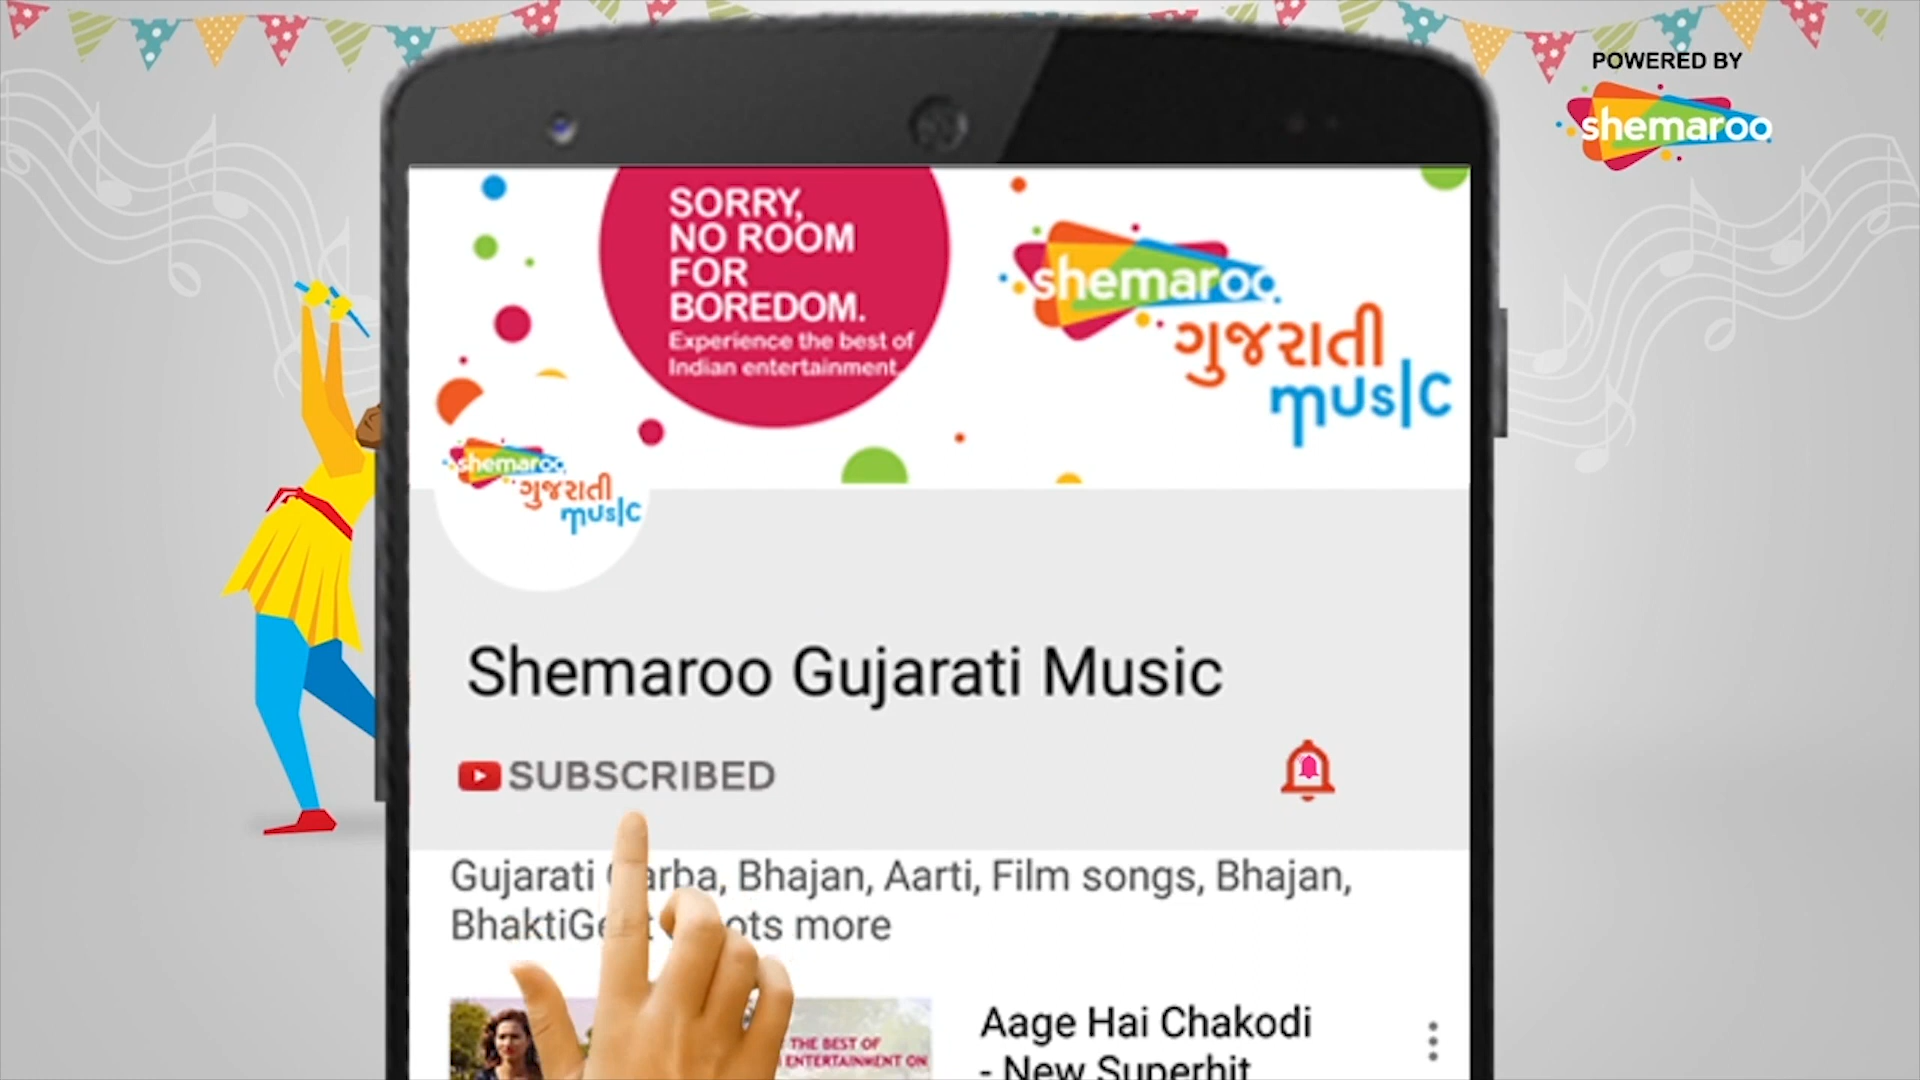 POWERED BY
shemaroo
SORRY,
NO ROOM
FOR
BOREDOM.
Experience the best of
Indian entertainment
shemaroo
ગુજરાતી
music
shemaroo
ગુજરાતી
music
Shemaroo Gujarati Music
SUBSCRIBED
Gujarati Garba, Bhajan, Aarti, Film songs, Bhajan,
BhaktiGeet more
THE BEST OF
ENTERTAINMENT ON
Aage Hai Chakodi
- New Superhit